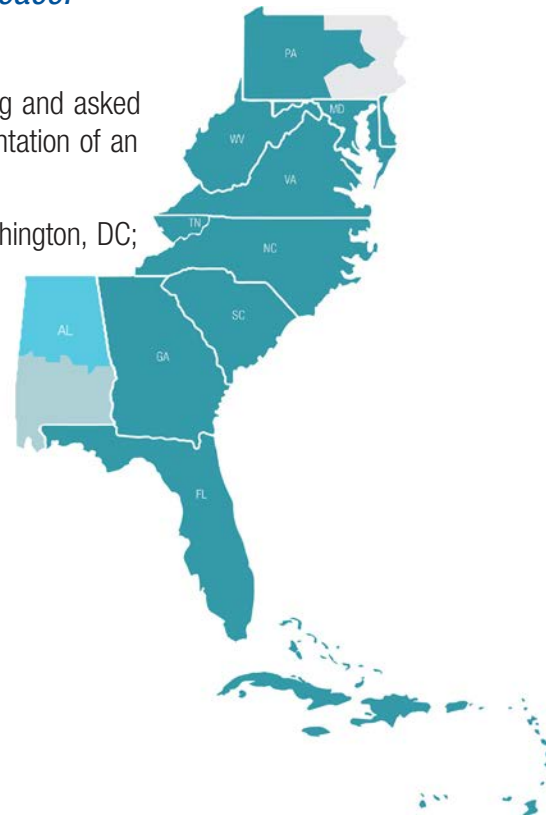 g and asked
ntation of an
hington, DC;
PA
MD
WV
VA
TN
NC
AL
SC
GA
FL